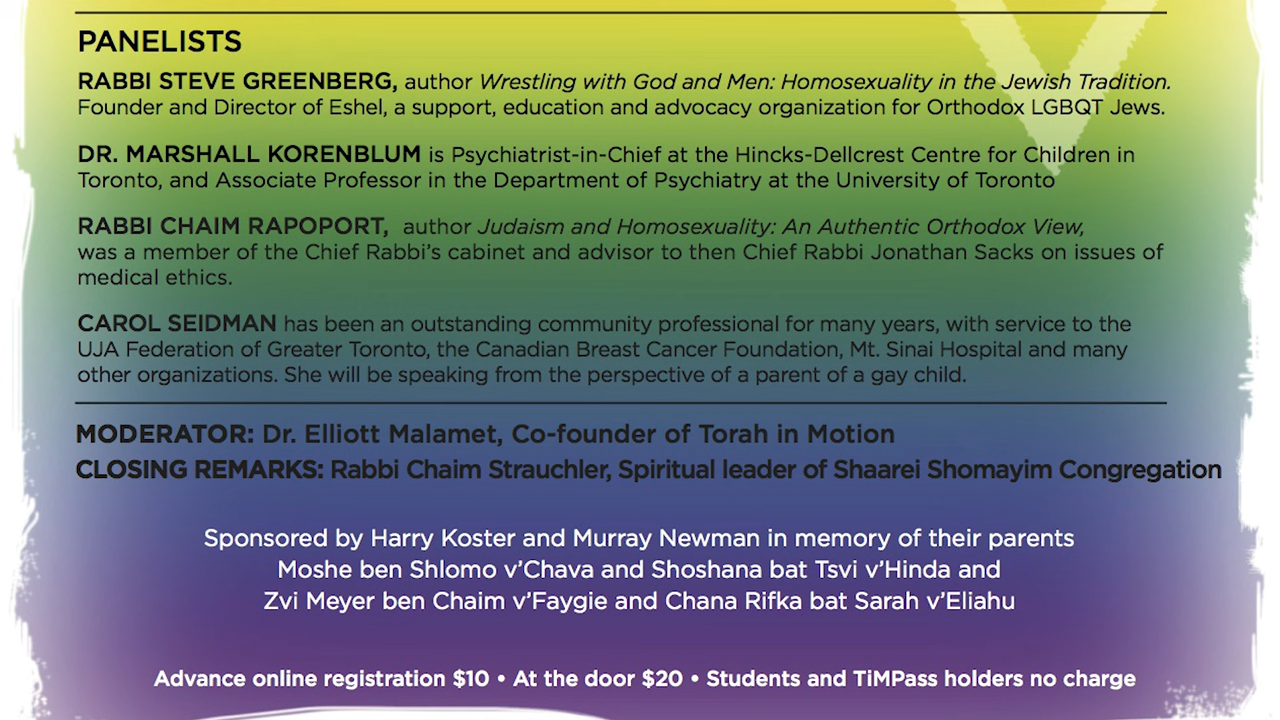 PANELISTS
RABBI STEVE GREENBERG, author Wrestling with God and Men: Homosexuality in the Jewish Tradition.
Founder and Director of Eshel, a support, education and advocacy organization for Orthodox LGBQT Jews.
DR. MARSHALL KORENBLUM is Psychiatrist-in-Chief at the Hincks-Dellcrest Centre for Children in
Toronto, and Associate Professor in the Department of Psychiatry at the University of Toronto
RABBI CHAIM RAPOPORT, author Judaism and Homosexuality: An Authentic Orthodox View,
was a member of the Chief Rabbi's cabinet and advisor to then Chief Rabbi Jonathan Sacks on issues of
medical ethics.
CAROL SEIDMAN has been an outstanding community professional for many years, with service to the
UJA Federation of Greater Toronto, the Canadian Breast Cancer Foundation, Mt. Sinai Hospital and many
other organizations. She will be speaking from the perspective of a parent of a gay child.
MODERATOR: Dr. Elliott Malamet, Co-founder of Torah in Motion
CLOSING REMARKS: Rabbi Chaim Strauchler, Spiritual leader of Shaarei Shomayim Congregation
Sponsored by Harry Koster and Murray Newman in memory of their parents
Moshe ben Shlomo v'Chava and Shoshana bat Tsvi v'Hinda and
Zvi Meyer ben Chaim v'Faygie and Chana Rifka bat Sarah v'Eliahu
Advance online registration $10 • At the door $20 • Students and TiMPass holders no charge